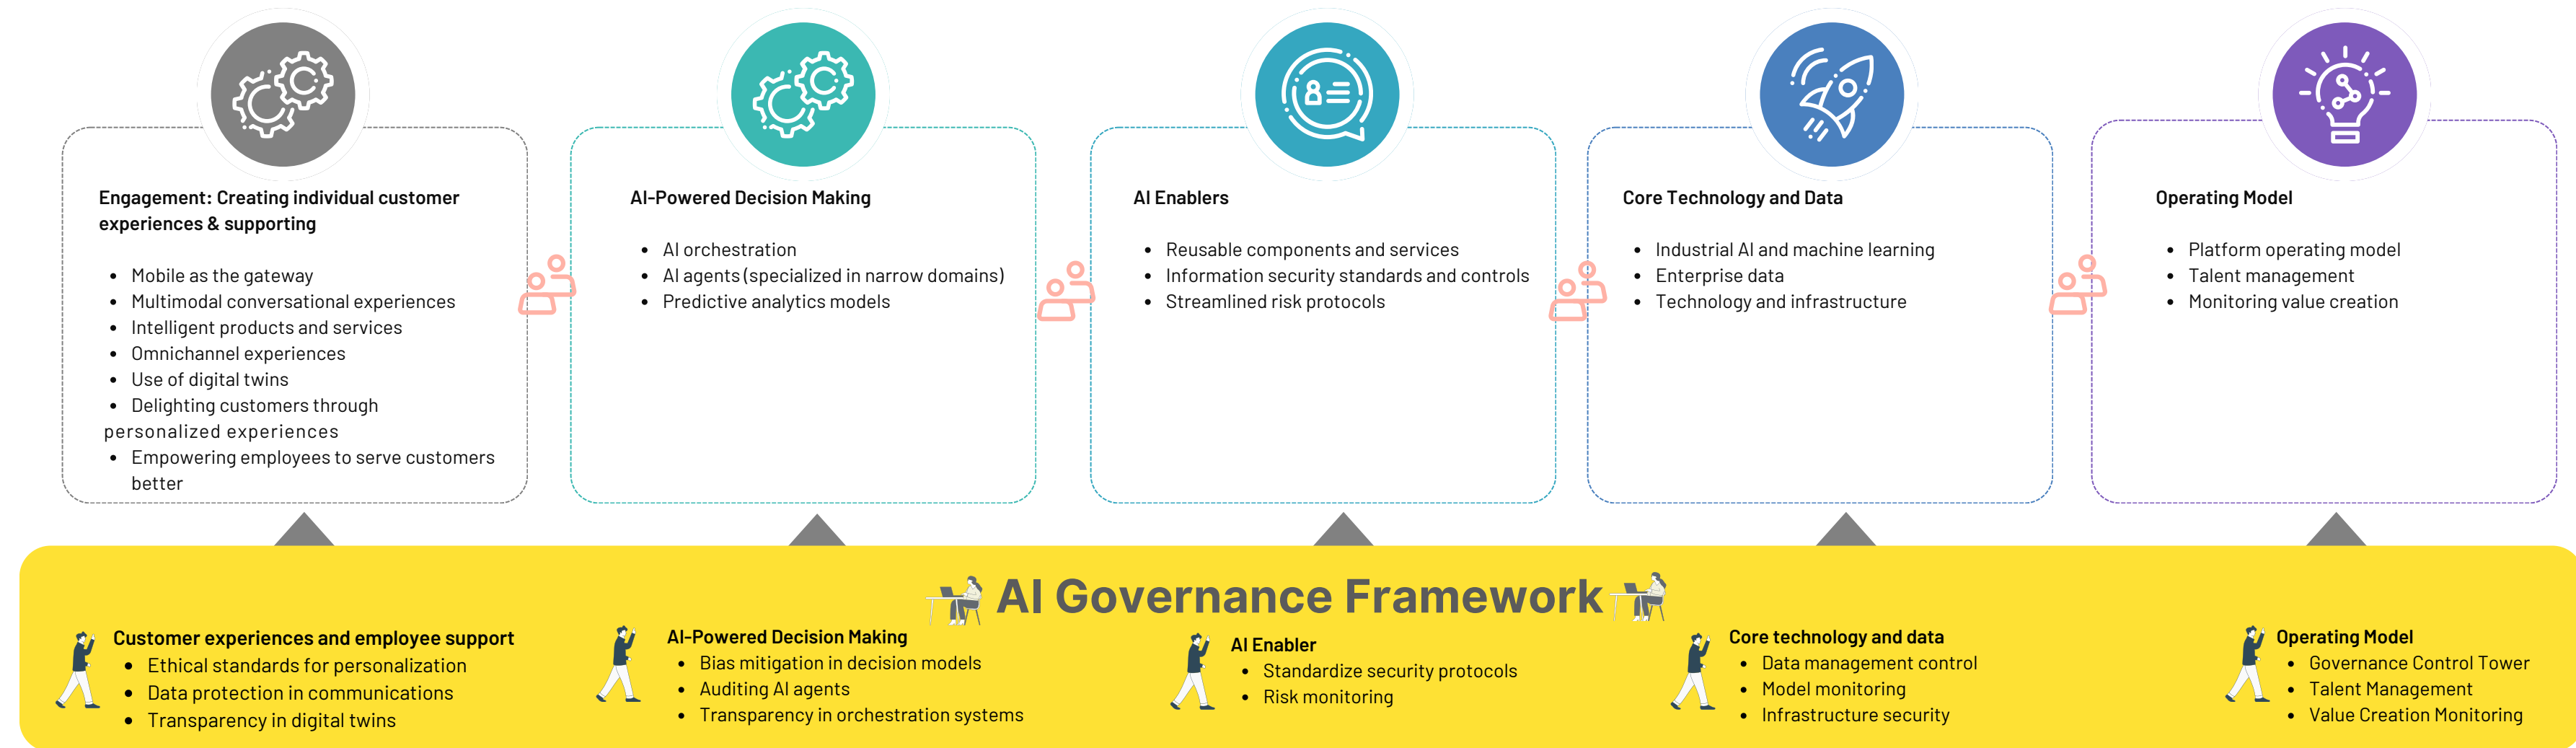 Engagement: Creating individual customer
experiences & supporting
• Mobile as the gateway
• Multimodal conversational experiences
• Intelligent products and services
• Omnichannel experiences
• Use of digital twins
• Delighting customers through
personalized experiences
• Empowering employees to serve customers
better
AI-Powered Decision Making
• AI orchestration
• AI agents (specialized in narrow domains)
• Predictive analytics models
AI Enablers
• Reusable components and services
• Information security standards and controls
• Streamlined risk protocols
Core Technology and Data
• Industrial AI and machine learning
• Enterprise data
• Technology and infrastructure
Operating Model
• Platform operating model
• Talent management
• Monitoring value creation
AI Governance Framework
Customer experiences and employee support
• Ethical standards for personalization
• Data protection in communications
• Transparency in digital twins
AI-Powered Decision Making
• Bias mitigation in decision models
• Auditing AI agents
• Transparency in orchestration systems
AI Enabler
• Standardize security protocols
• Risk monitoring
Core technology and data
• Data management control
• Model monitoring
• Infrastructure security
Operating Model
• Governance Control Tower
• Talent Management
• Value Creation Monitoring